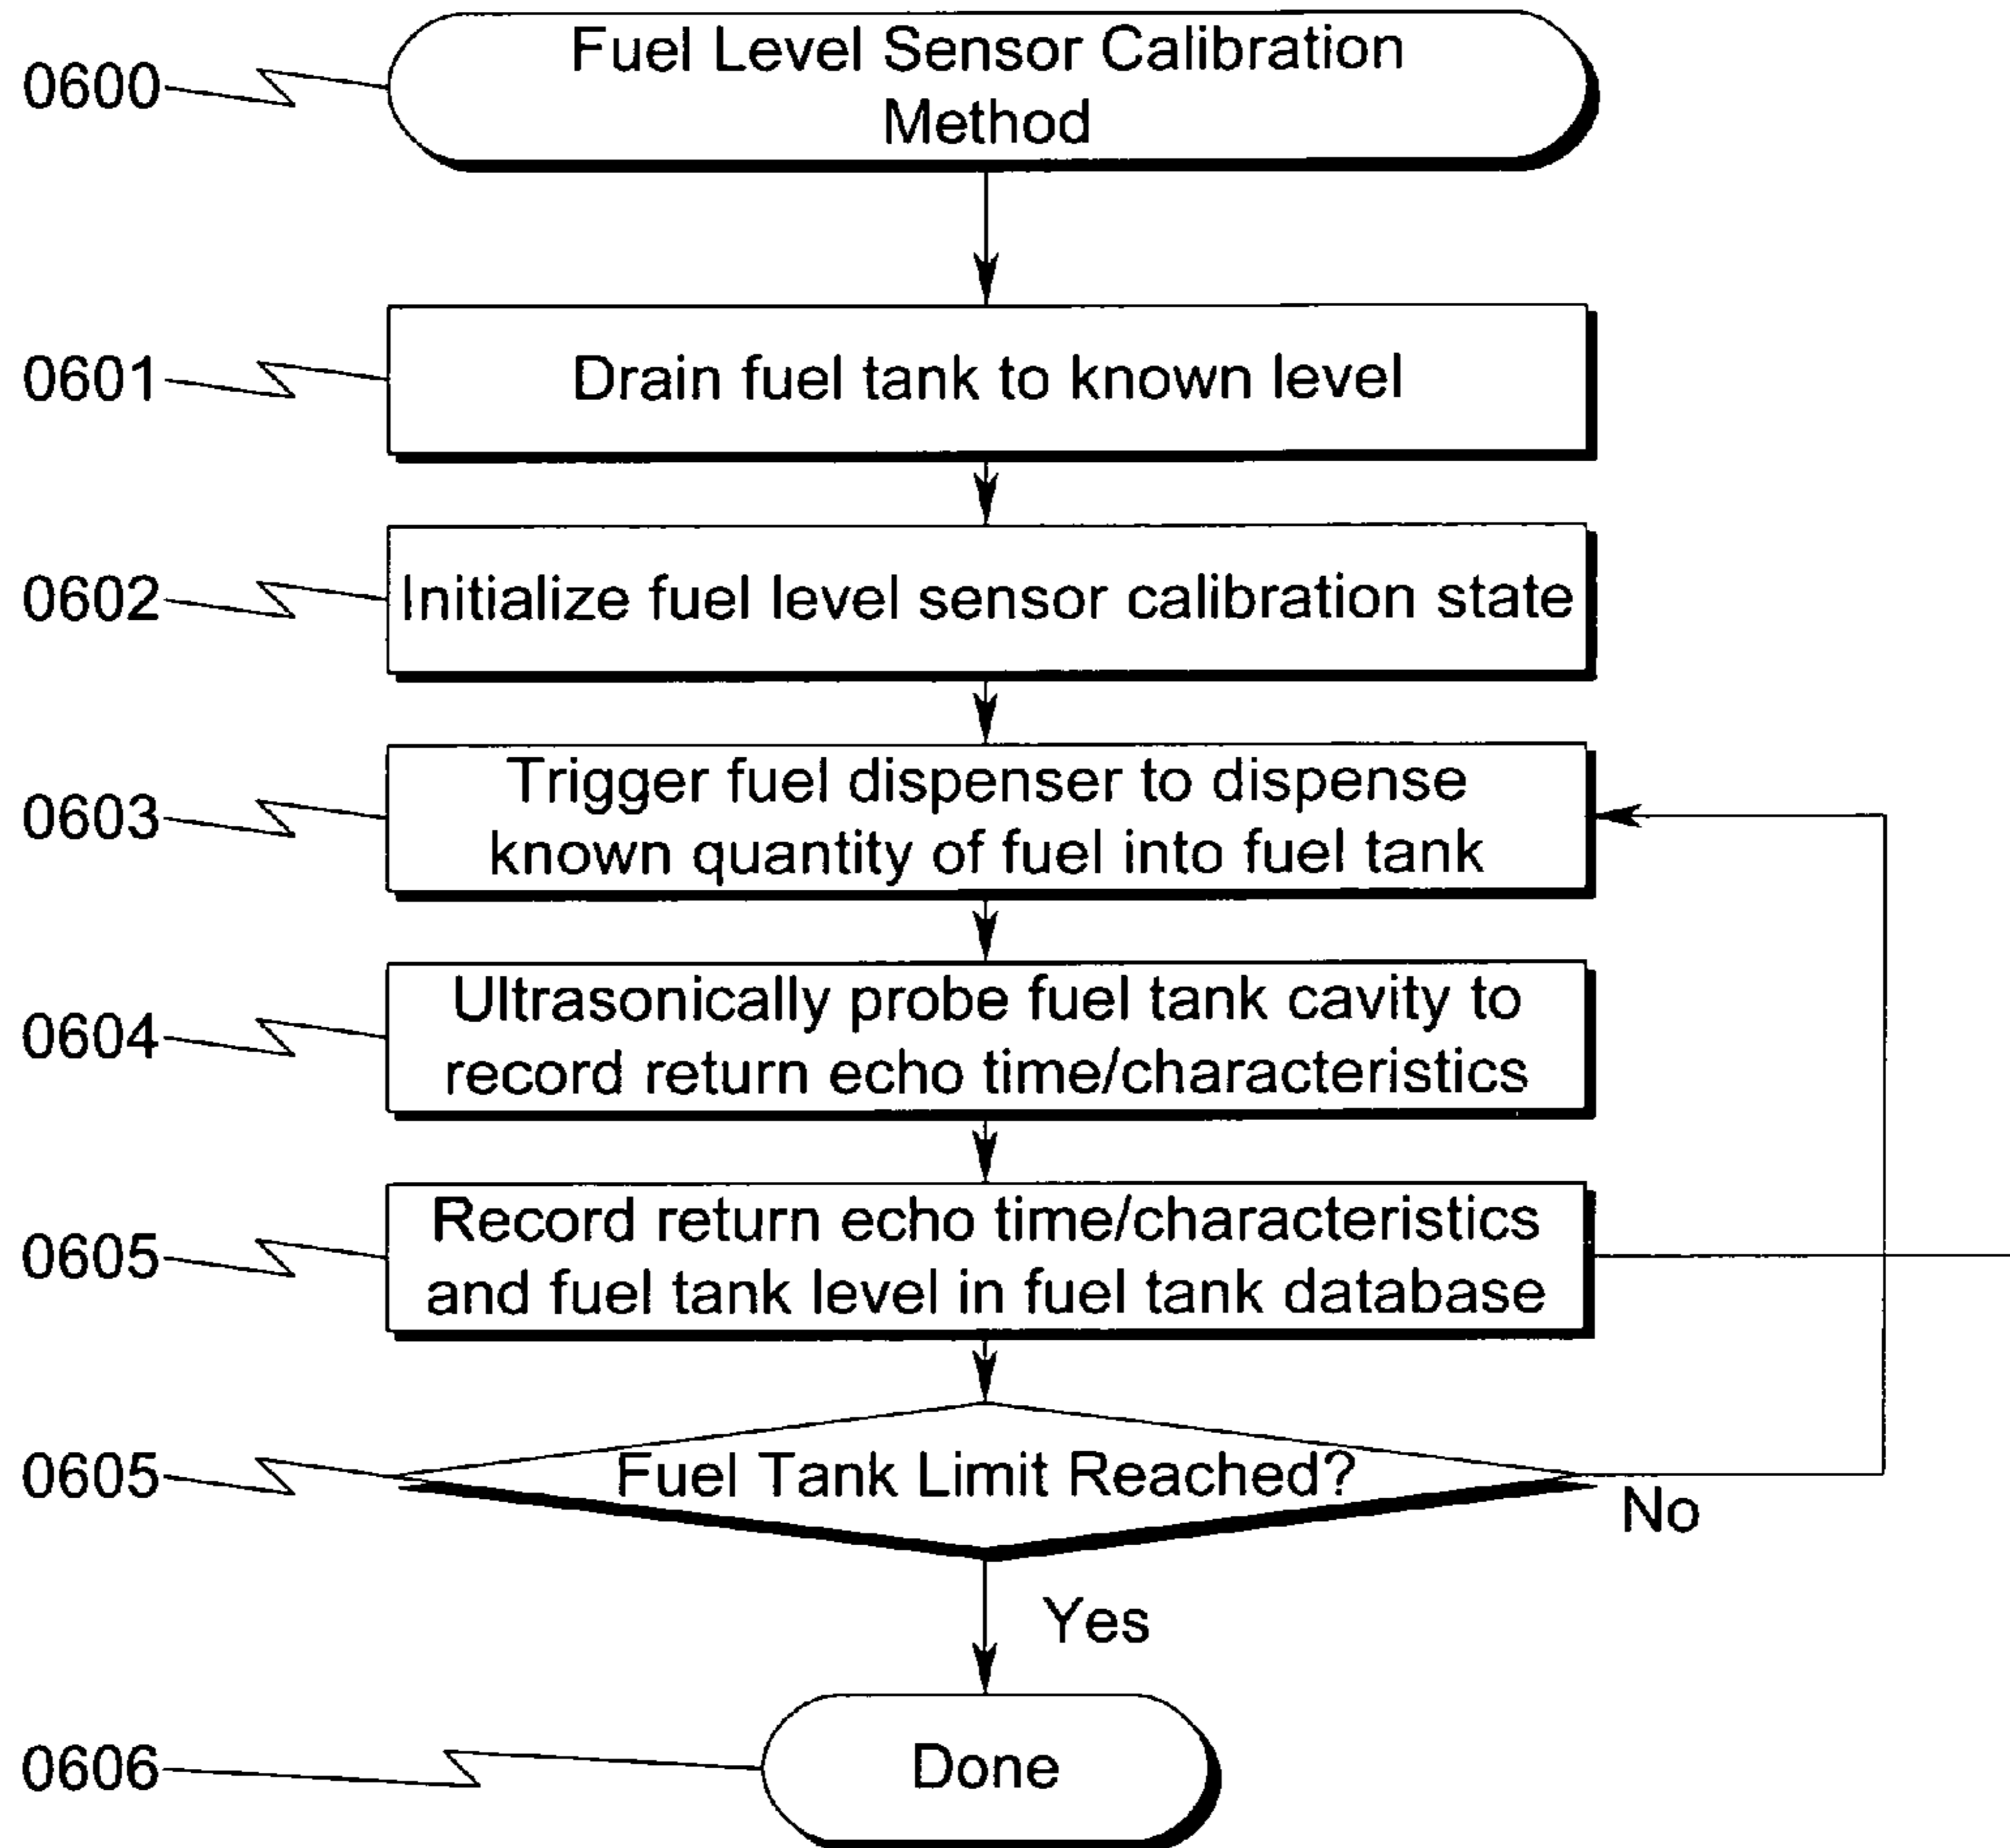 Fuel Level Sensor Calibration
Method
0600
0601
Drain fuel tank to known level
0602
Initialize fuel level sensor calibration state
0603
Trigger fuel dispenser to dispense
known quantity of fuel into fuel tank
0604
Ultrasonically probe fuel tank cavity to
record return echo time/characteristics
0605
Record return echo time/characteristics
and fuel tank level in fuel tank database
0605
Fuel Tank Limit Reached?
No
Yes
0606
Done